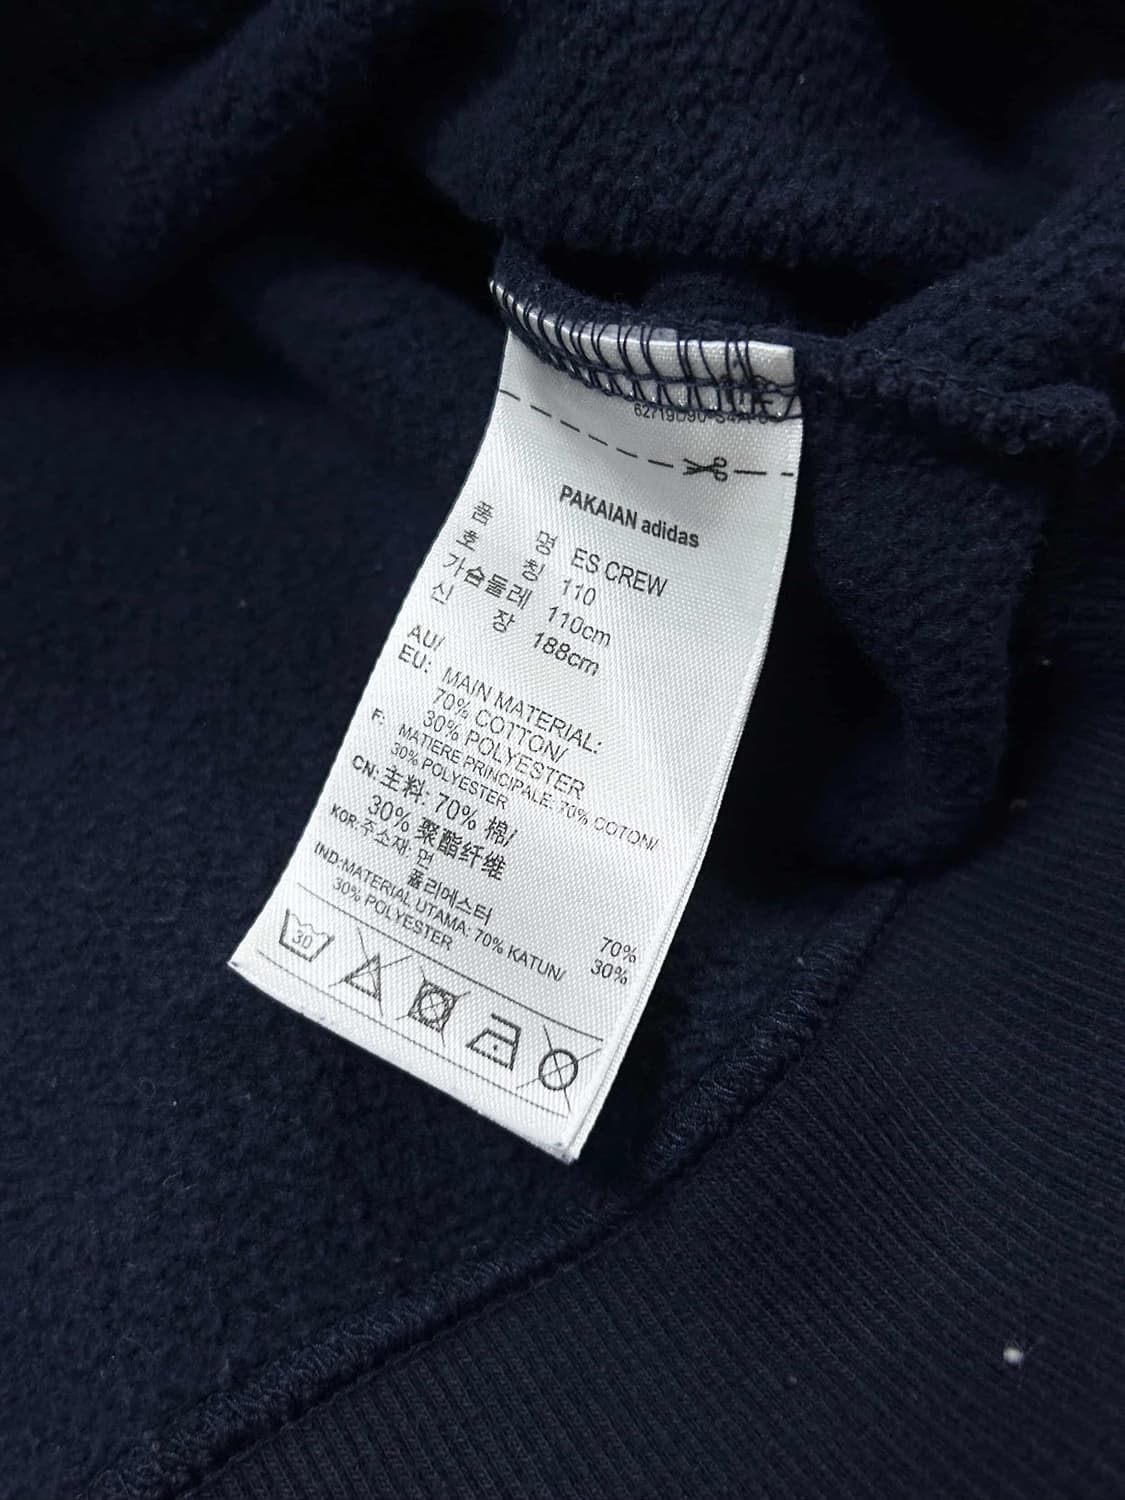 PAKAIAN adidas
품 명 ES CREW
호 칭 110
가슴둘레 110cm
신 장 188cm
AU/
EU: MAIN MATERIAL:
70% COTTON/
30% POLYESTER
F: MATIERE PRINCIPALE: 70% COTON/
30% POLYESTER
CN: 主料: 70% 棉/
30% 聚酯纤维
KOR: 주소재: 면 70%
폴리에스터 30%
IND: MATERIAL UTAMA: 70% KATUN/
30% POLYESTER
30